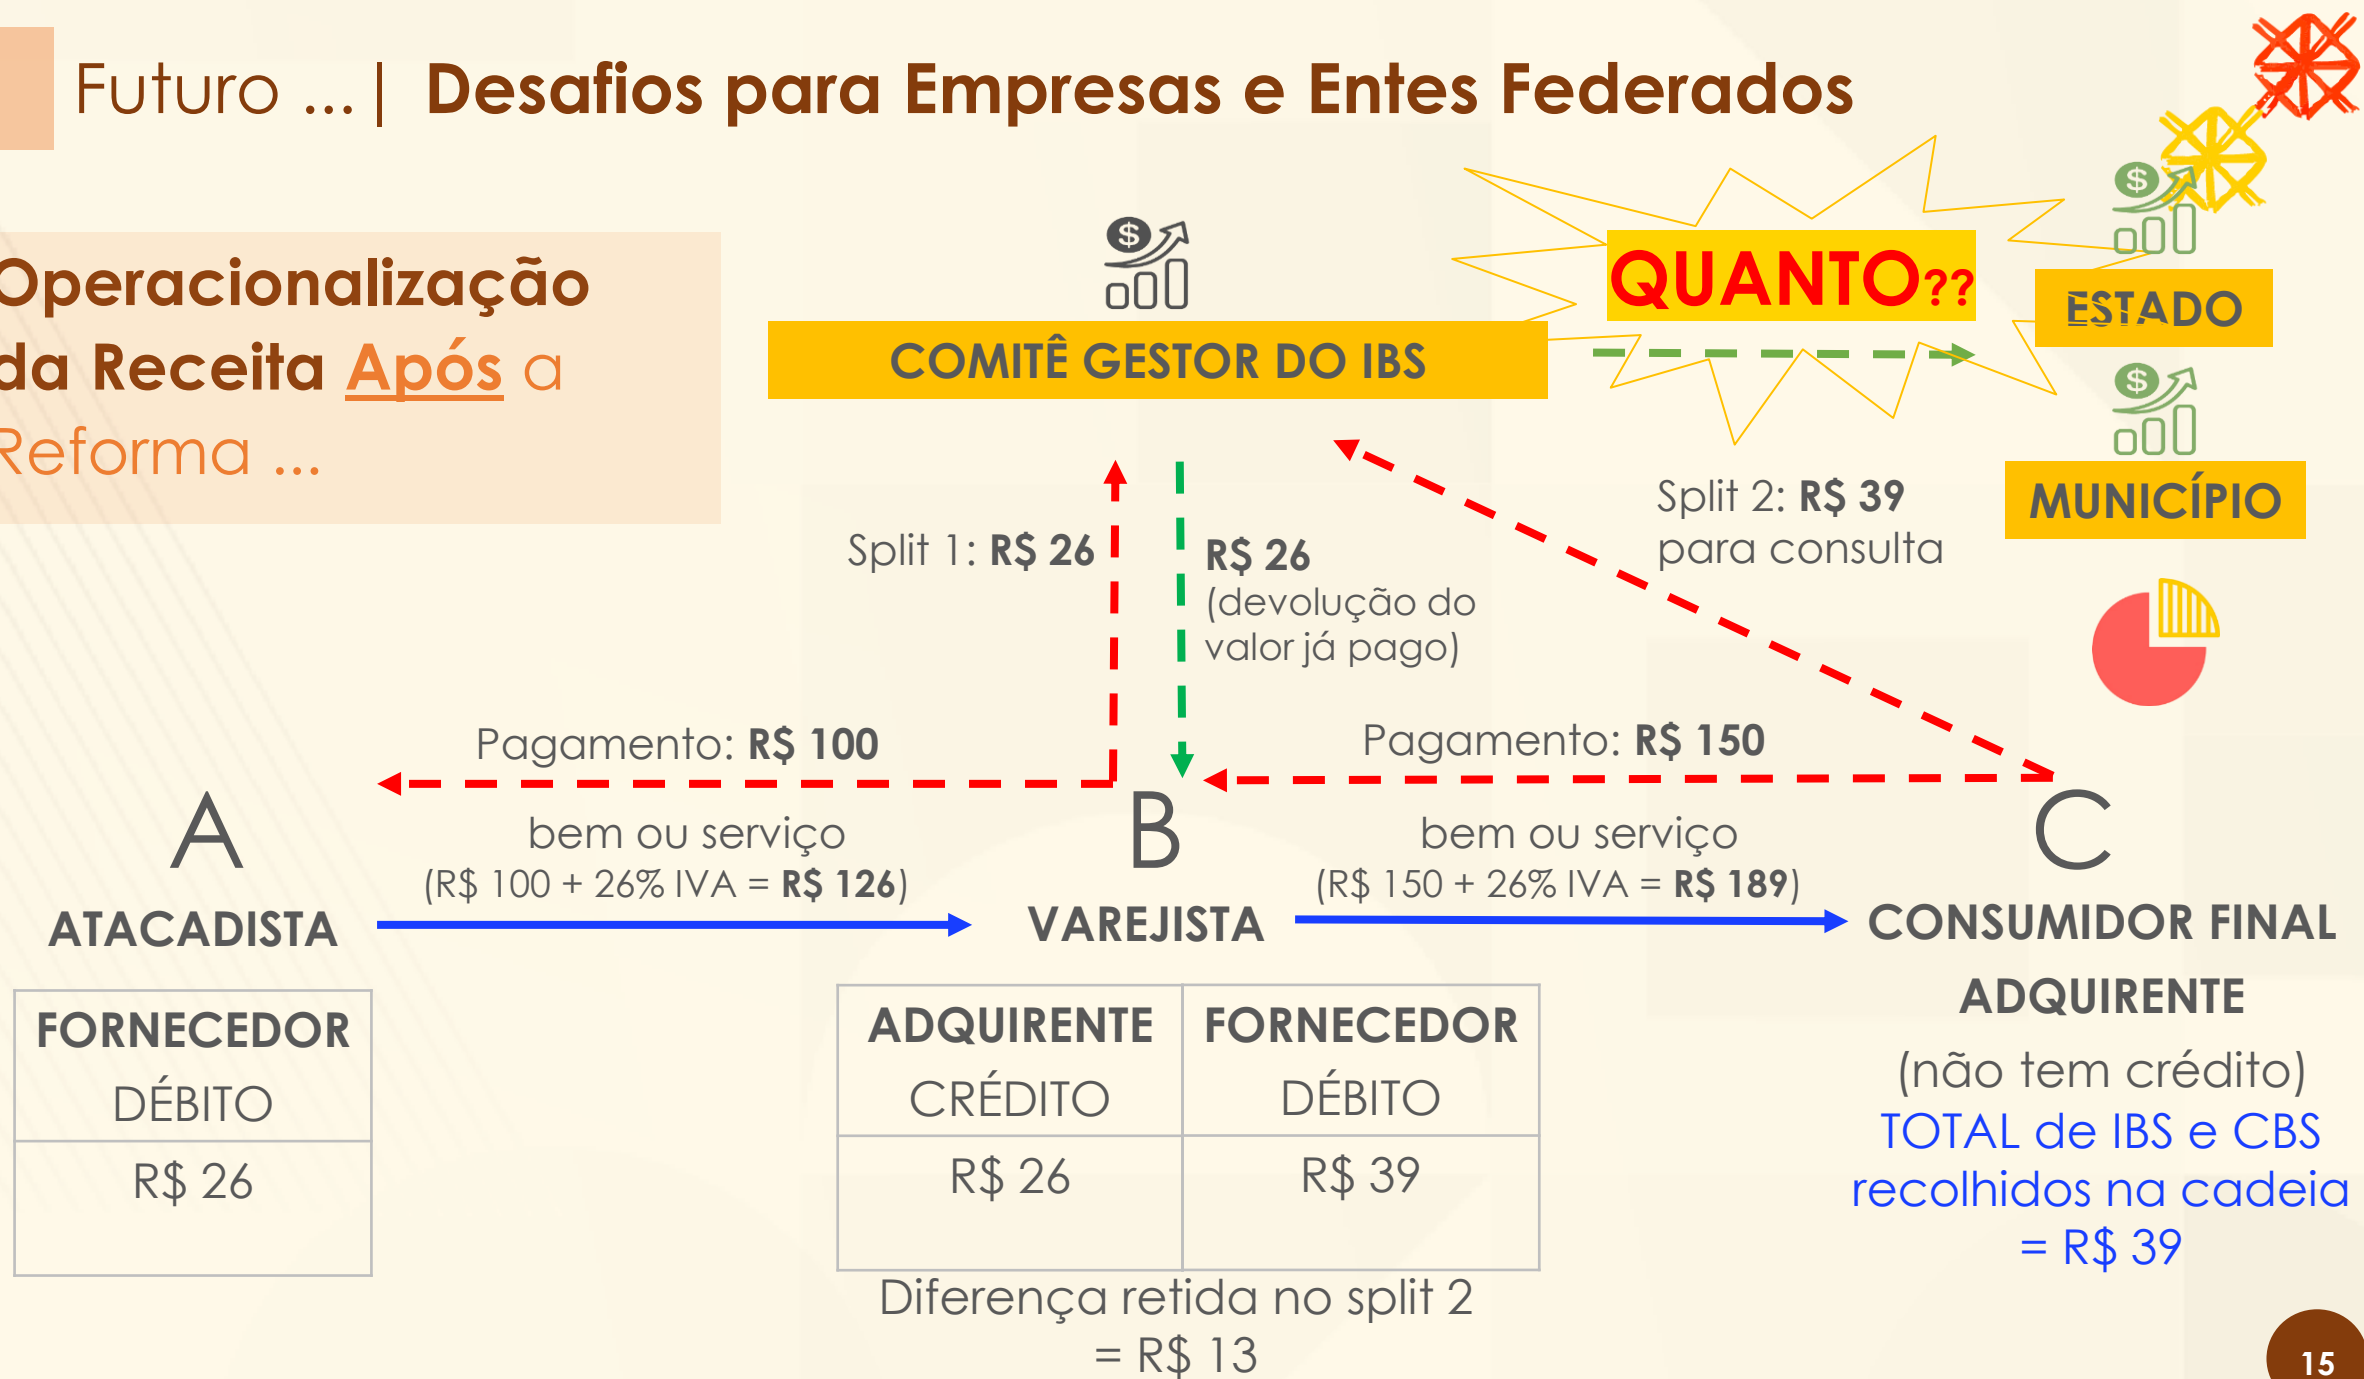 Futuro ... | Desafios para Empresas e Entes Federados
Operacionalização
da Receita Após a
Reforma ...
COMITÊ GESTOR DO IBS
QUANTO??
ESTADO
MUNICÍPIO
Split 1: R$ 26
R$ 26
(devolução do
valor já pago)
Split 2: R$ 39
para consulta
Pagamento: R$ 100
Pagamento: R$ 150
A
ATACADISTA
bem ou serviço
(R$ 100 + 26% IVA = R$ 126)
B
VAREJISTA
bem ou serviço
(R$ 150 + 26% IVA = R$ 189)
C
CONSUMIDOR FINAL
ADQUIRENTE
(não tem crédito)
TOTAL de IBS e CBS
recolhidos na cadeia
= R$ 39
FORNECEDOR
DÉBITO
R$ 26
ADQUIRENTE FORNECEDOR
CRÉDITO DÉBITO
R$ 26 R$ 39
Diferença retida no split 2
= R$ 13
15